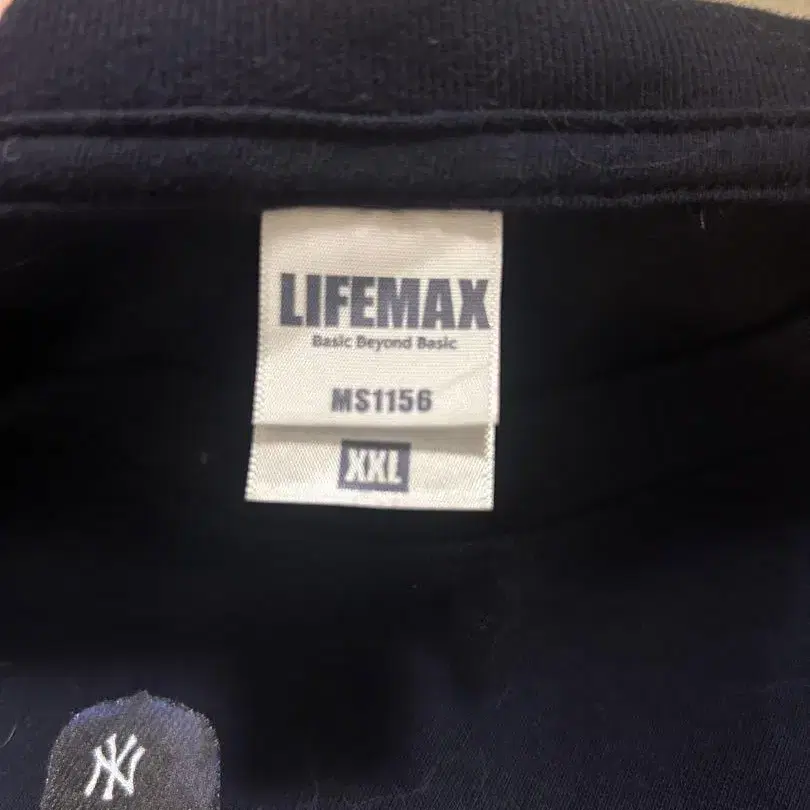 LIFEMAX
Basic Beyond Basic
MS1156
XXL
NY